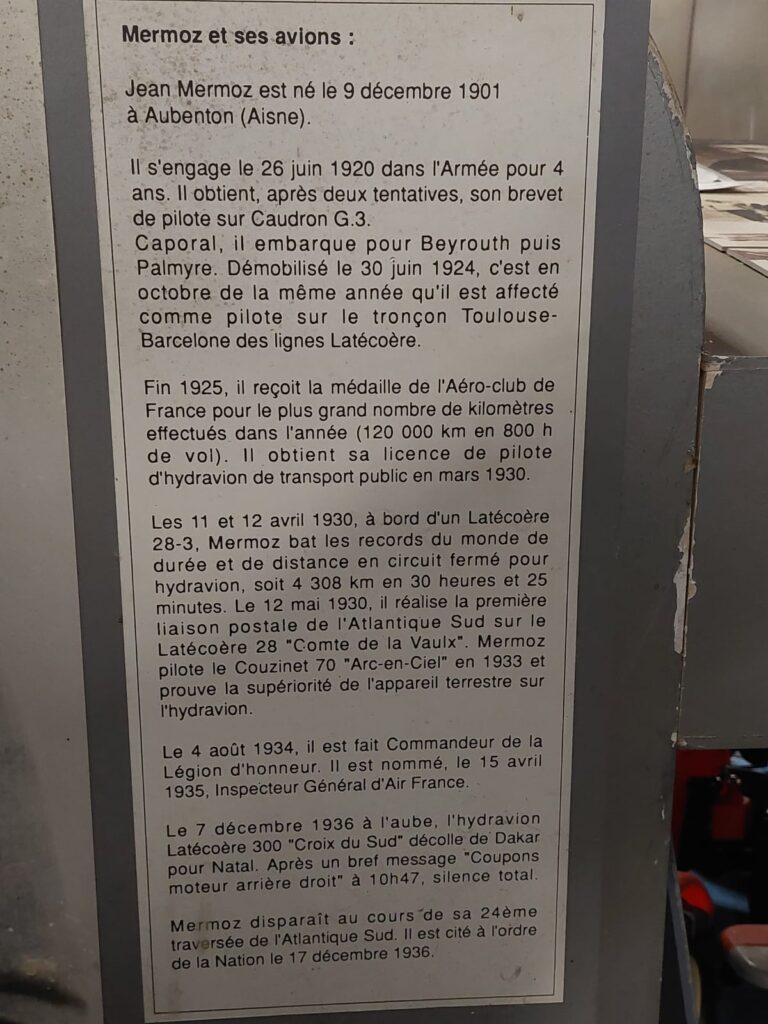 Mermoz et ses avions :
Jean Mermoz est né le 9 décembre 1901
à Aubenton (Aisne).
Il s'engage le 26 juin 1920 dans l'Armée pour 4
ans. Il obtient, après deux tentatives, son brevet
de pilote sur Caudron G.3.
Caporal, il embarque pour Beyrouth puis
Palmyre. Démobilisé le 30 juin 1924, c'est en
octobre de la même année qu'il est affecté
comme pilote sur le tronçon Toulouse-
Barcelone des lignes Latécoère.
Fin 1925, il reçoit la médaille de l'Aéro-club de
France pour le plus grand nombre de kilomètres
effectués dans l'année (120 000 km en 800 h
de vol). Il obtient sa licence de pilote
d'hydravion de transport public en mars 1930.
Les 11 et 12 avril 1930, à bord d'un Latécoère
28-3, Mermoz bat les records du monde de
durée et de distance en circuit fermé pour
hydravion, soit 4 308 km en 30 heures et 25
minutes. Le 12 mai 1930, il réalise la première
liaison postale de l'Atlantique Sud sur le
Latécoère 28 "Comte de la Vaulx". Mermoz
pilote le Couzinet 70 "Arc-en-Ciel" en 1933 et
prouve la supériorité de l'appareil terrestre sur
l'hydravion.
Le 4 août 1934, il est fait Commandeur de la
Légion d'honneur. Il est nommé, le 15 avril
1935, Inspecteur Général d'Air France.
Le 7 décembre 1936 à l'aube, l'hydravion
Latécoère 300 "Croix du Sud" décolle de Dakar
pour Natal. Après un bref message "Coupons
moteur arrière droit" à 10h47, silence total.
Mermoz disparaît au cours de sa 24ème
traversée de l'Atlantique Sud. Il est cité à l'ordre
de la Nation le 17 décembre 1936.